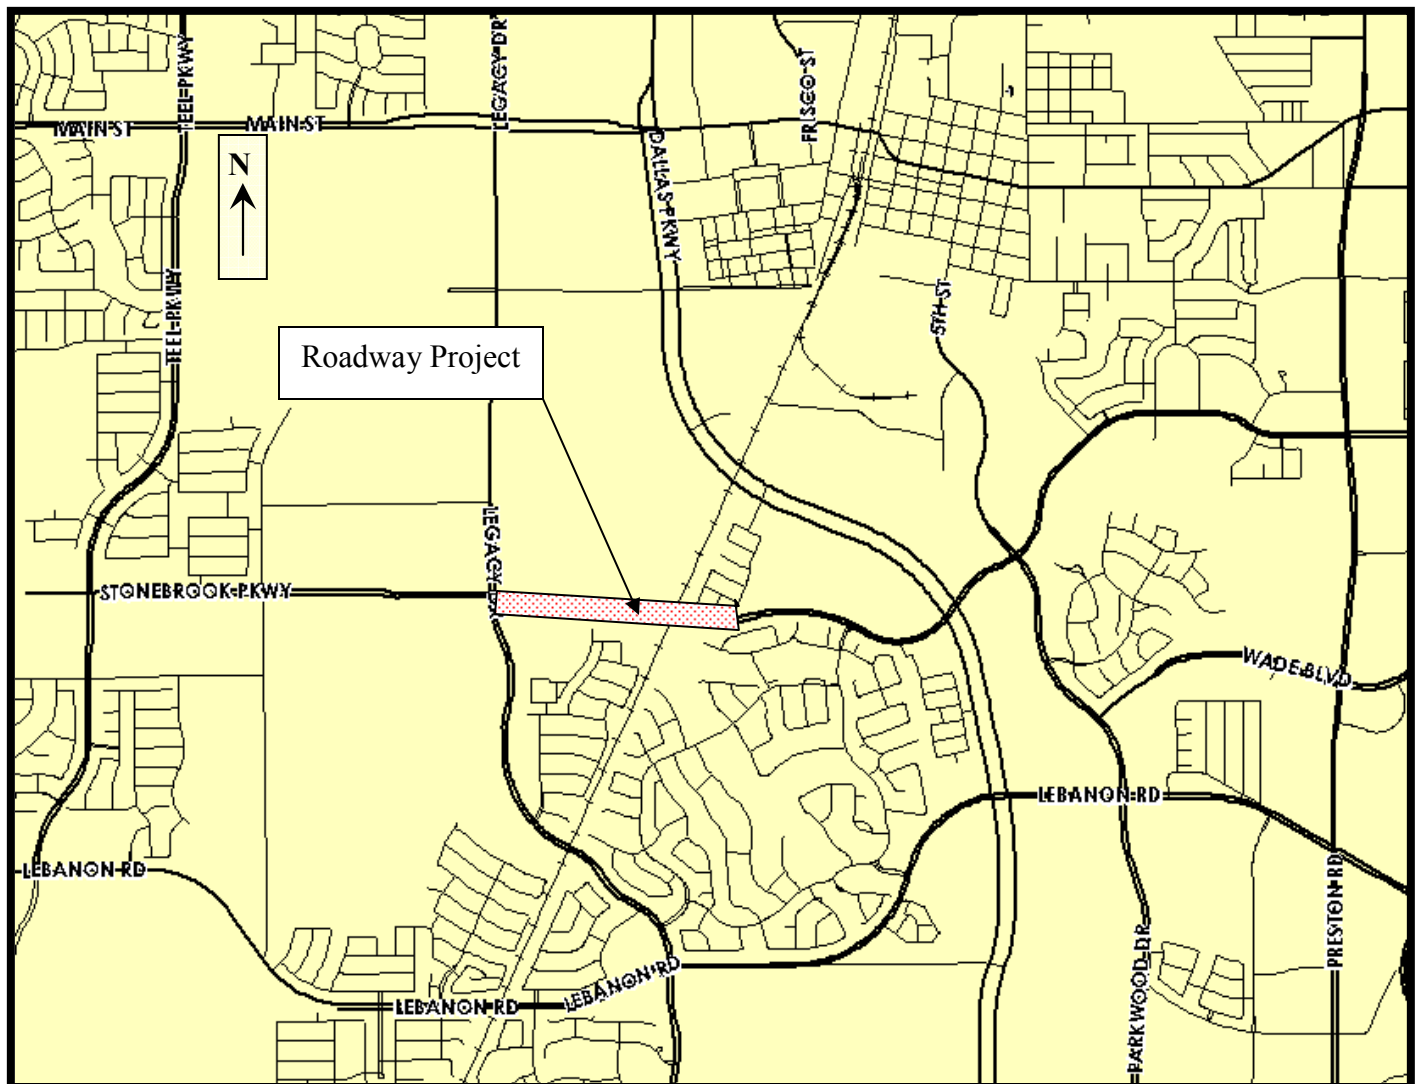 TEEL PKWY
LEGACY DR
FRISCO ST
MAIN ST
MAIN ST
DALLAS PKWY
N
TEEL PKWY
5TH ST
Roadway Project
LEGACY DR
STONEBROOK PKWY
WADE BLVD
LEBANON RD
LEBANON RD
PRESTON RD
PARKWOOD DR
LEBANON RD
LEBANON RD